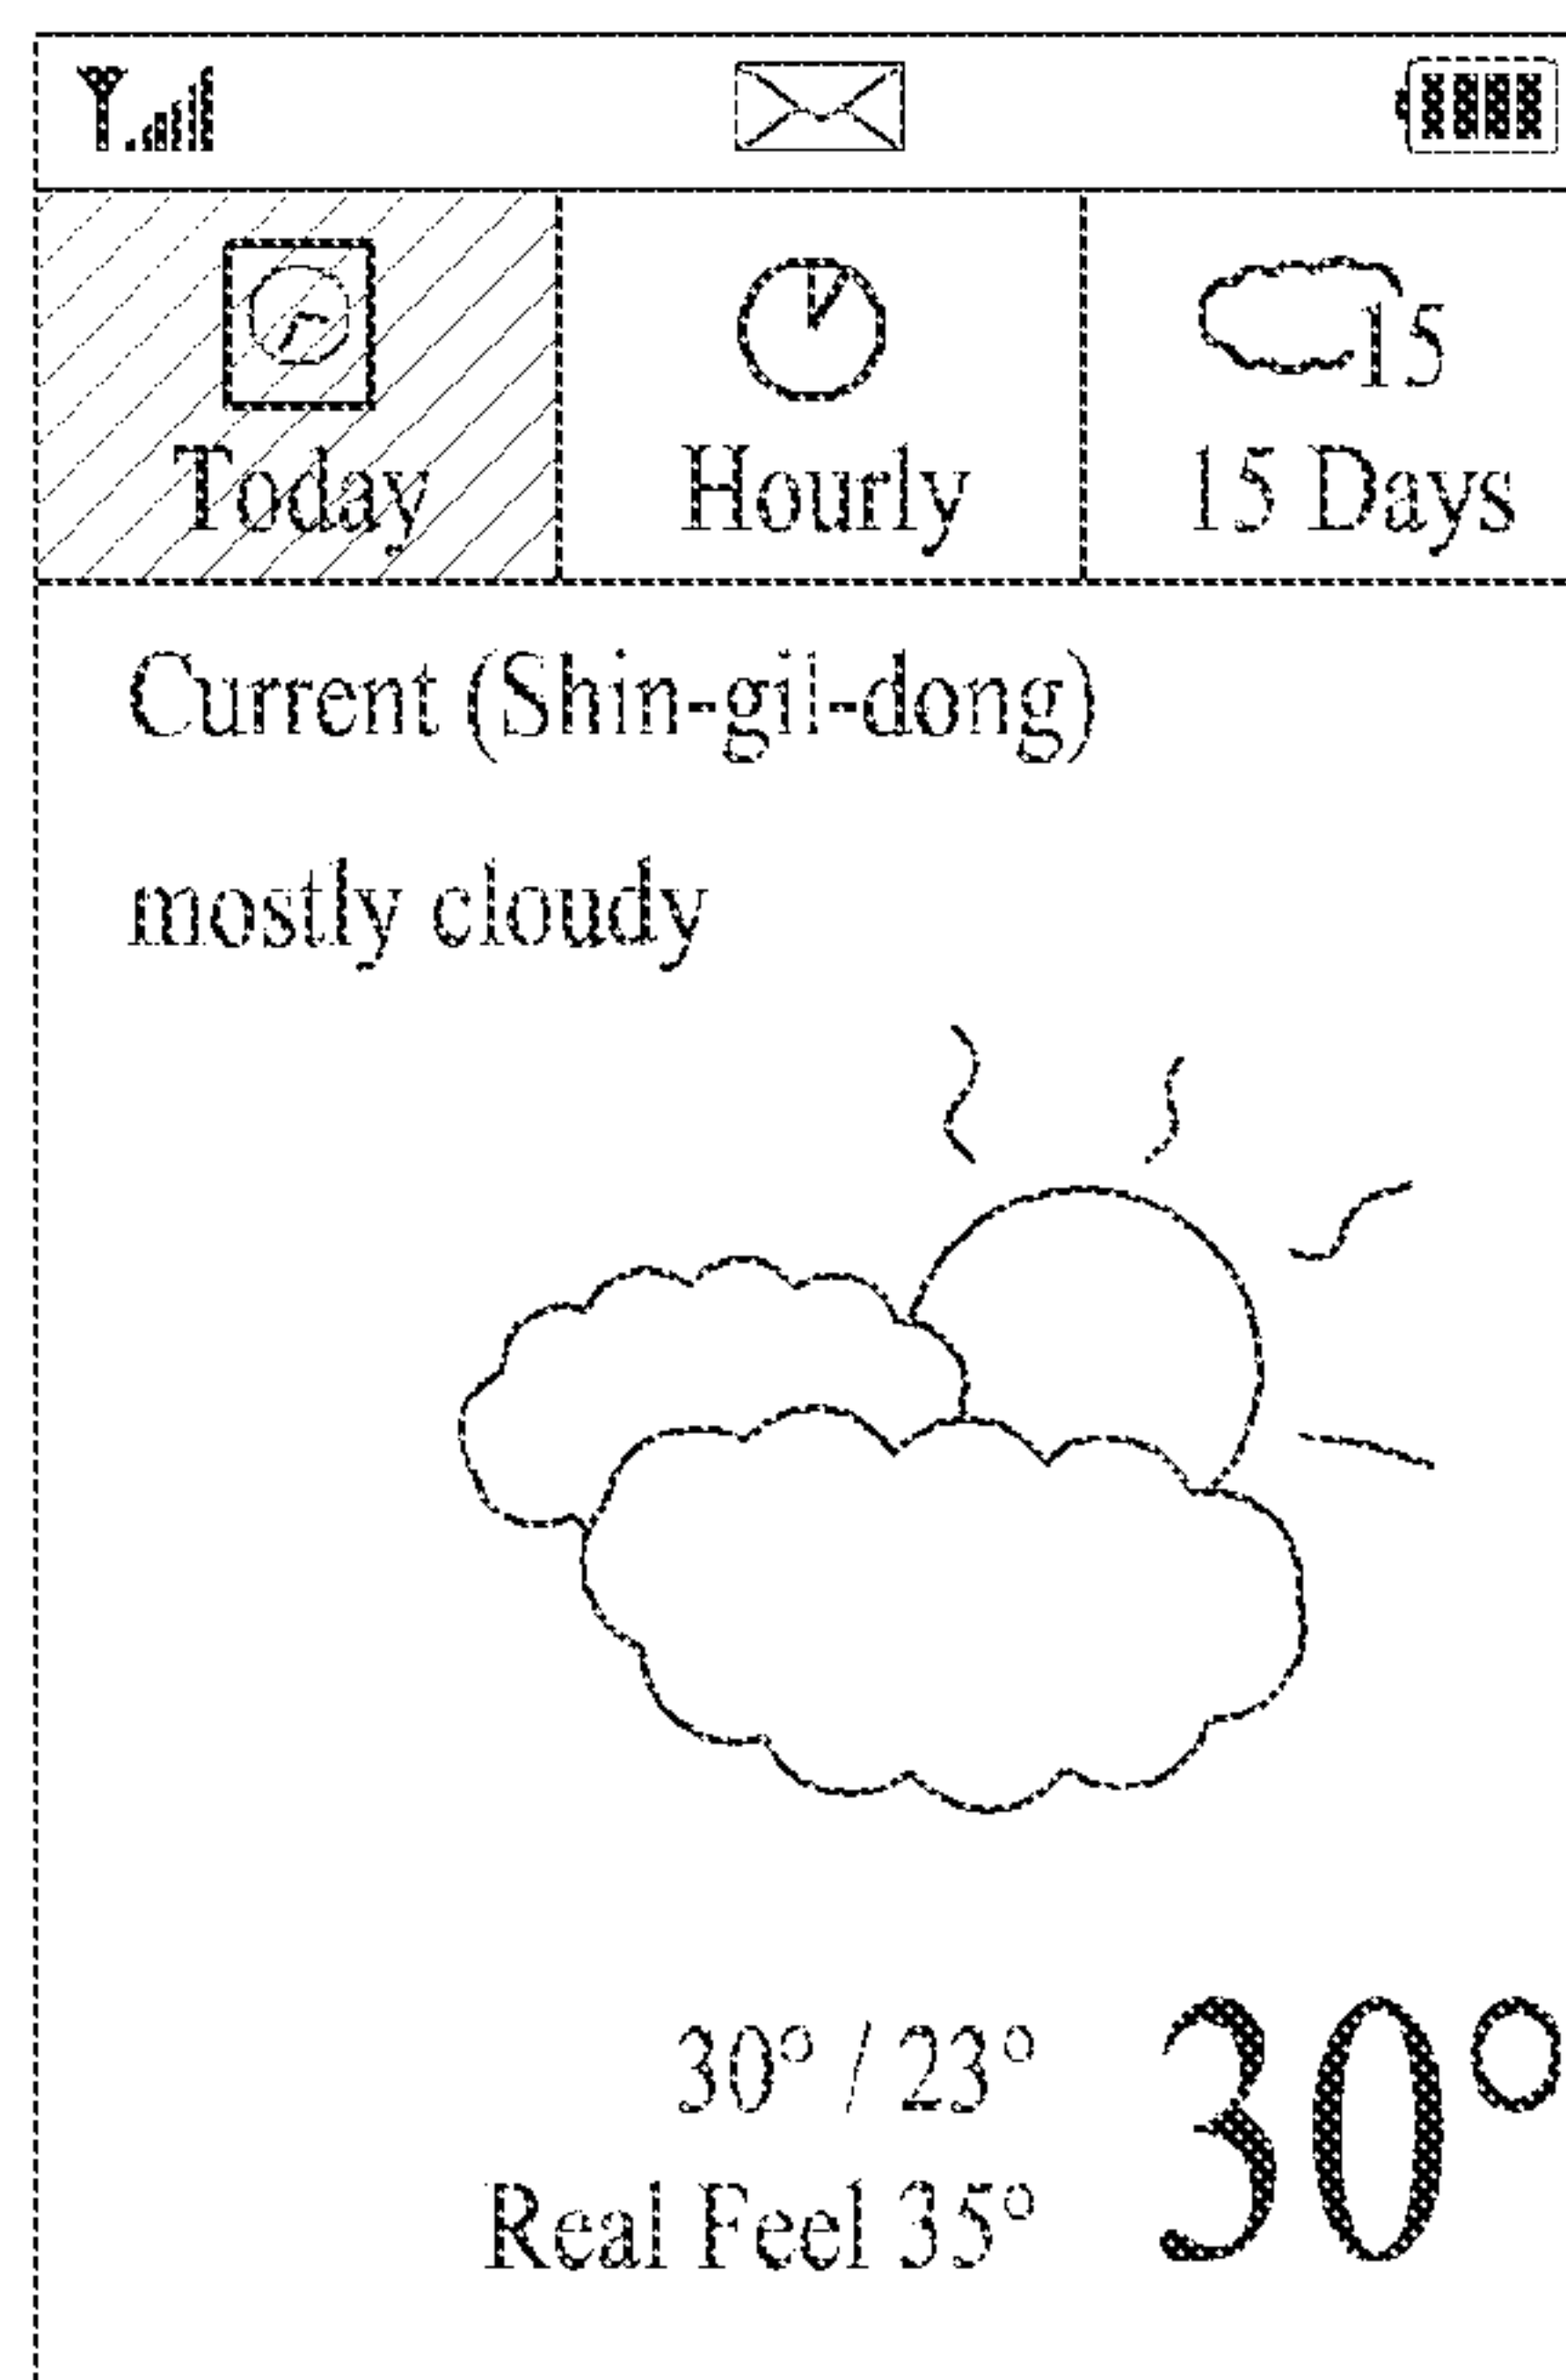 15
Today Hourly 15 Days
Current (Shin-gil-dong)
mostly cloudy
30° / 23° 30°
Real Feel 35°